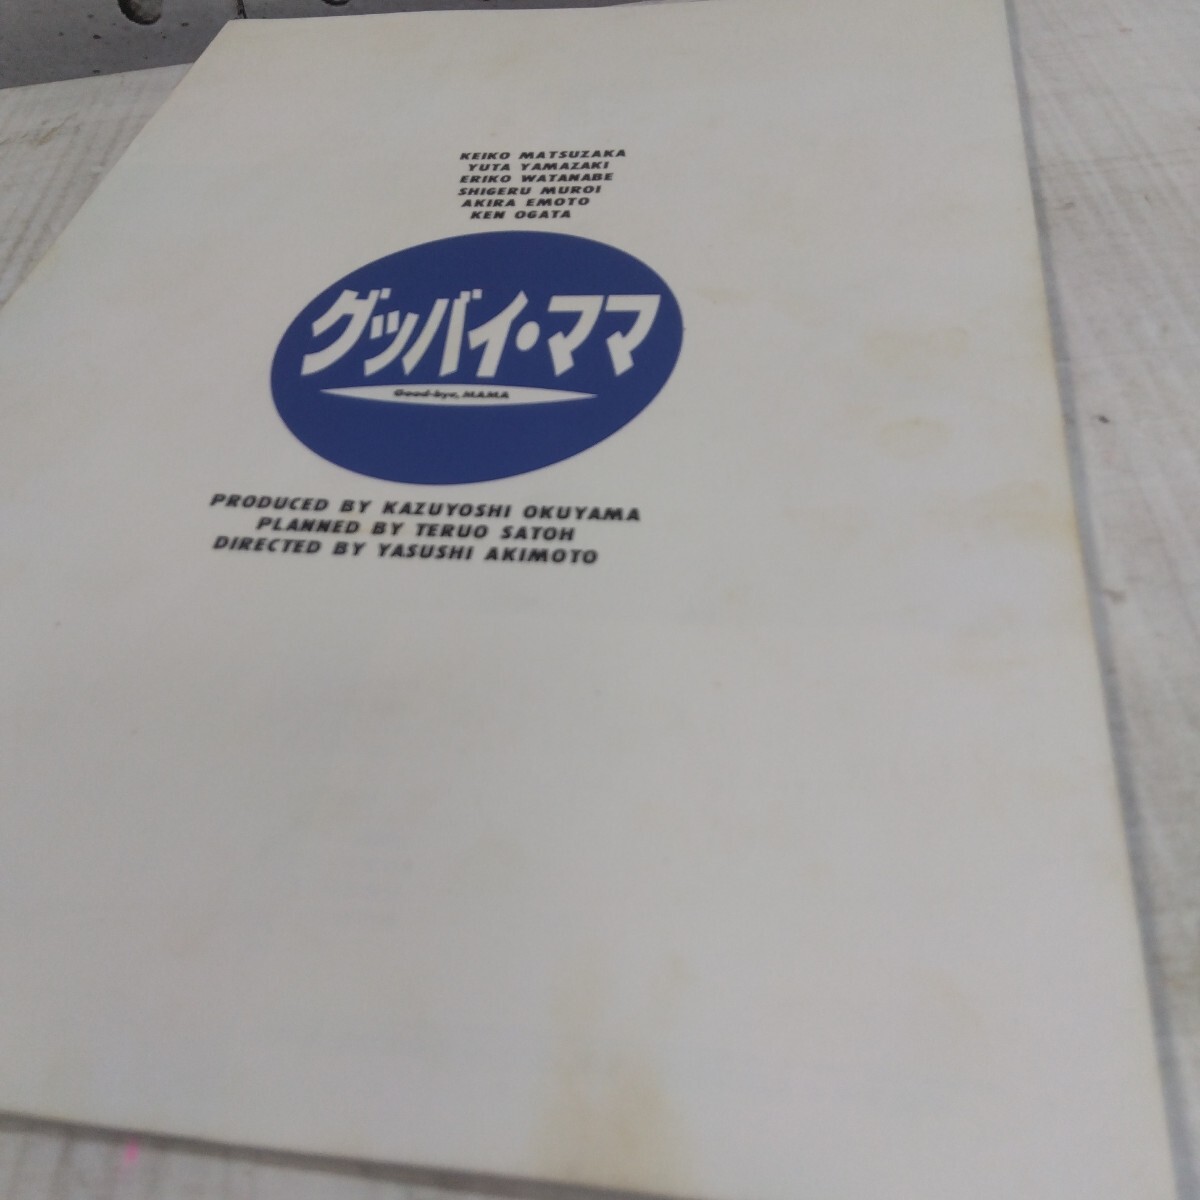 KEIKO MATSUZAKA
YUTA YAMAZAKI
ERIKO WATANABE
SHIGERU MUROI
AKIRA EMOTO
KEN OGATA
グッバイ・ママ
Good-bye, MAMA
PRODUCED BY KAZUYOSHI OKUYAMA
PLANNED BY TERUO SATOH
DIRECTED BY YASUSHI AKIMOTO